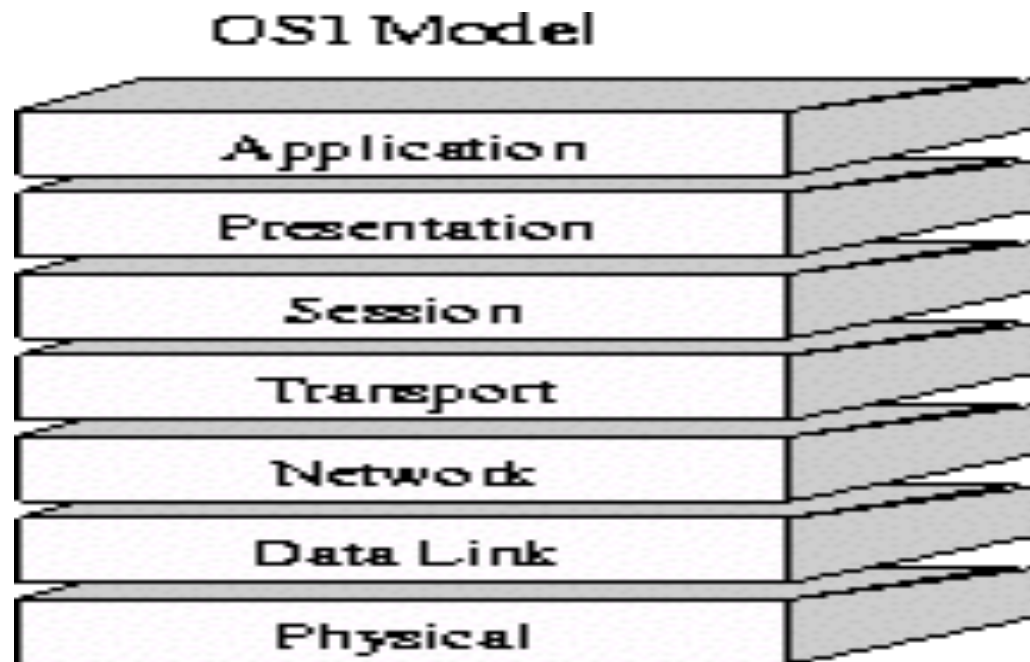 OSI Model
Application
Presentation
Session
Transport
Network
Data Link
Physical